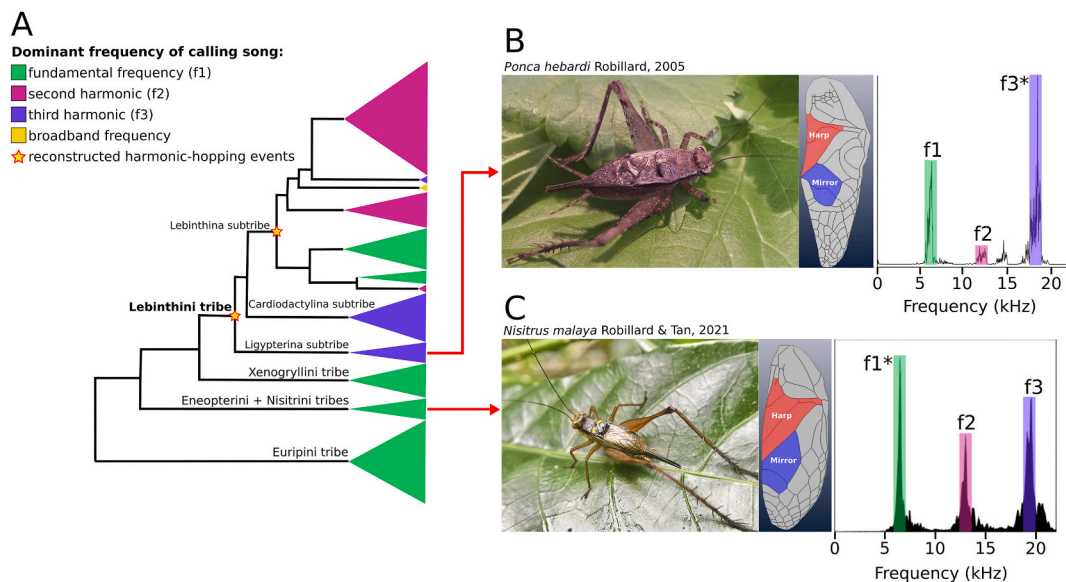 A
Dominant frequency of calling song:
fundamental frequency (f1)
second harmonic (f2)
third harmonic (f3)
broadband frequency
reconstructed harmonic-hopping events
Lebinthina subtribe
Lebinthini tribe
Cardiodactylina subtribe
Ligypterina subtribe
Xenogryllini tribe
Eneopterini + Nisitrini tribes
Euripini tribe
B
Ponca hebardi Robillard, 2005
Harp
Mirror
f1
f2
f3*
0 5 10 15 20
Frequency (kHz)
C
Nisitrus malaya Robillard & Tan, 2021
Harp
Mirror
f1*
f2
f3
0 5 10 15 20
Frequency (kHz)